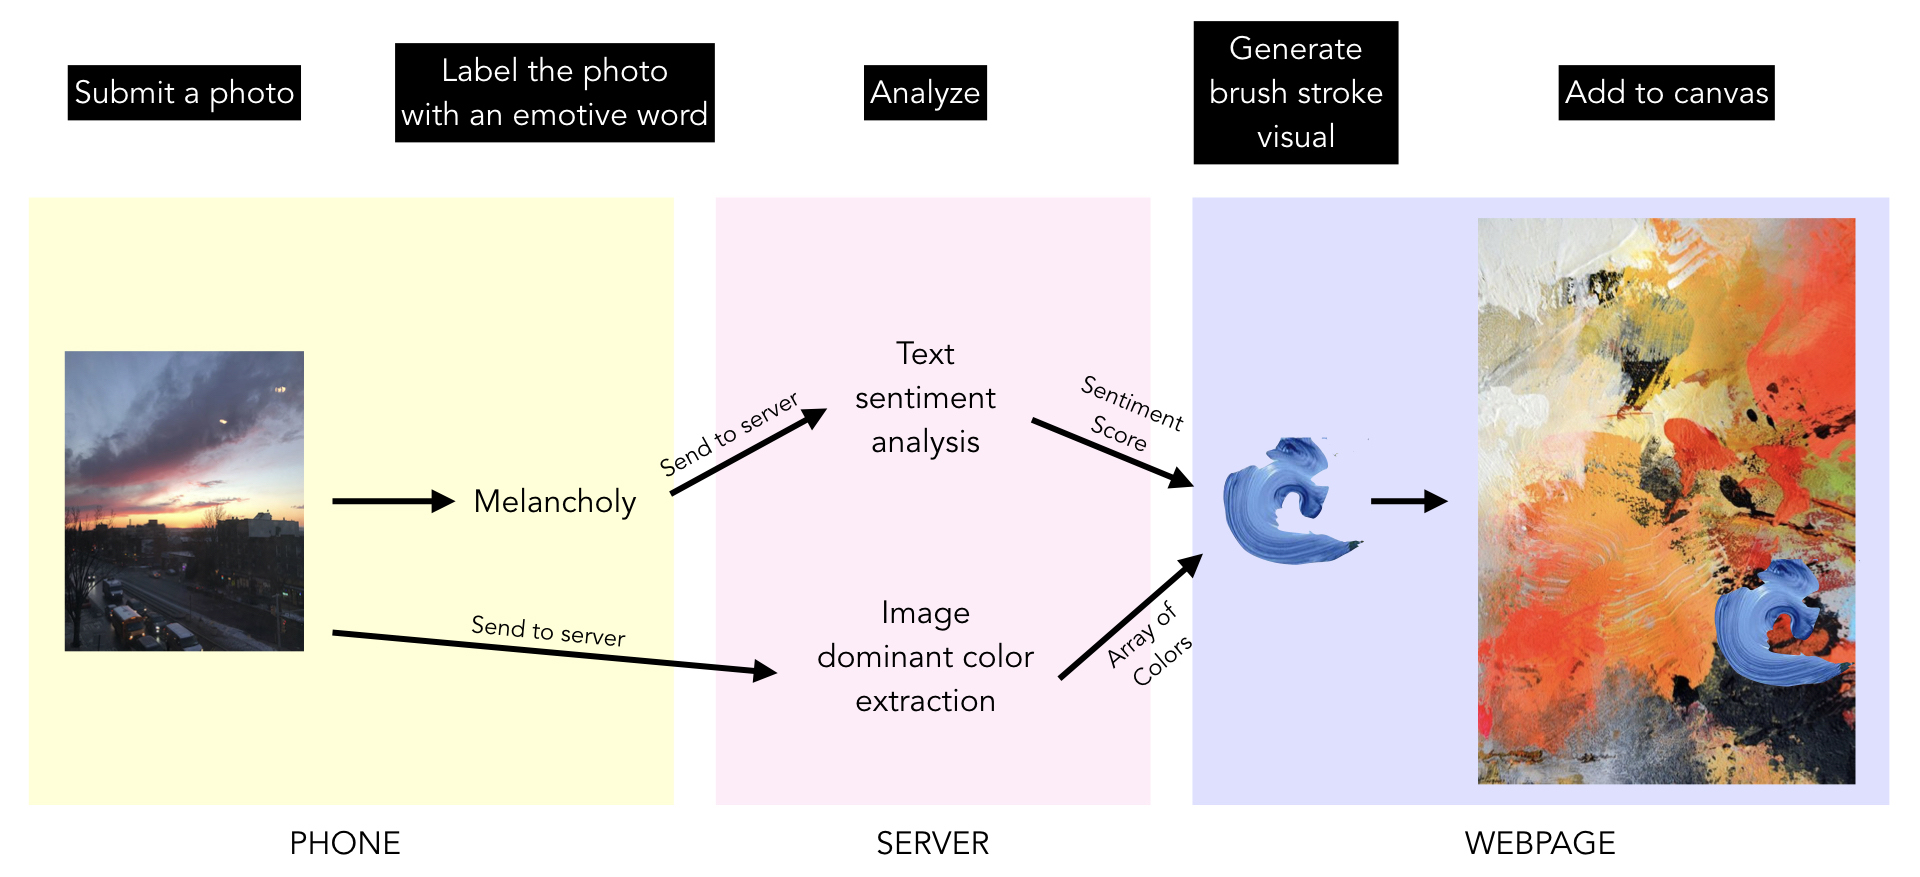 Submit a photo
Label the photo
with an emotive word
Analyze
Generate
brush stroke
visual
Add to canvas
Melancholy
Send to server
Send to server
Text
sentiment
analysis
Image
dominant color
extraction
Sentiment
Score
Array of
Colors
PHONE
SERVER
WEBPAGE